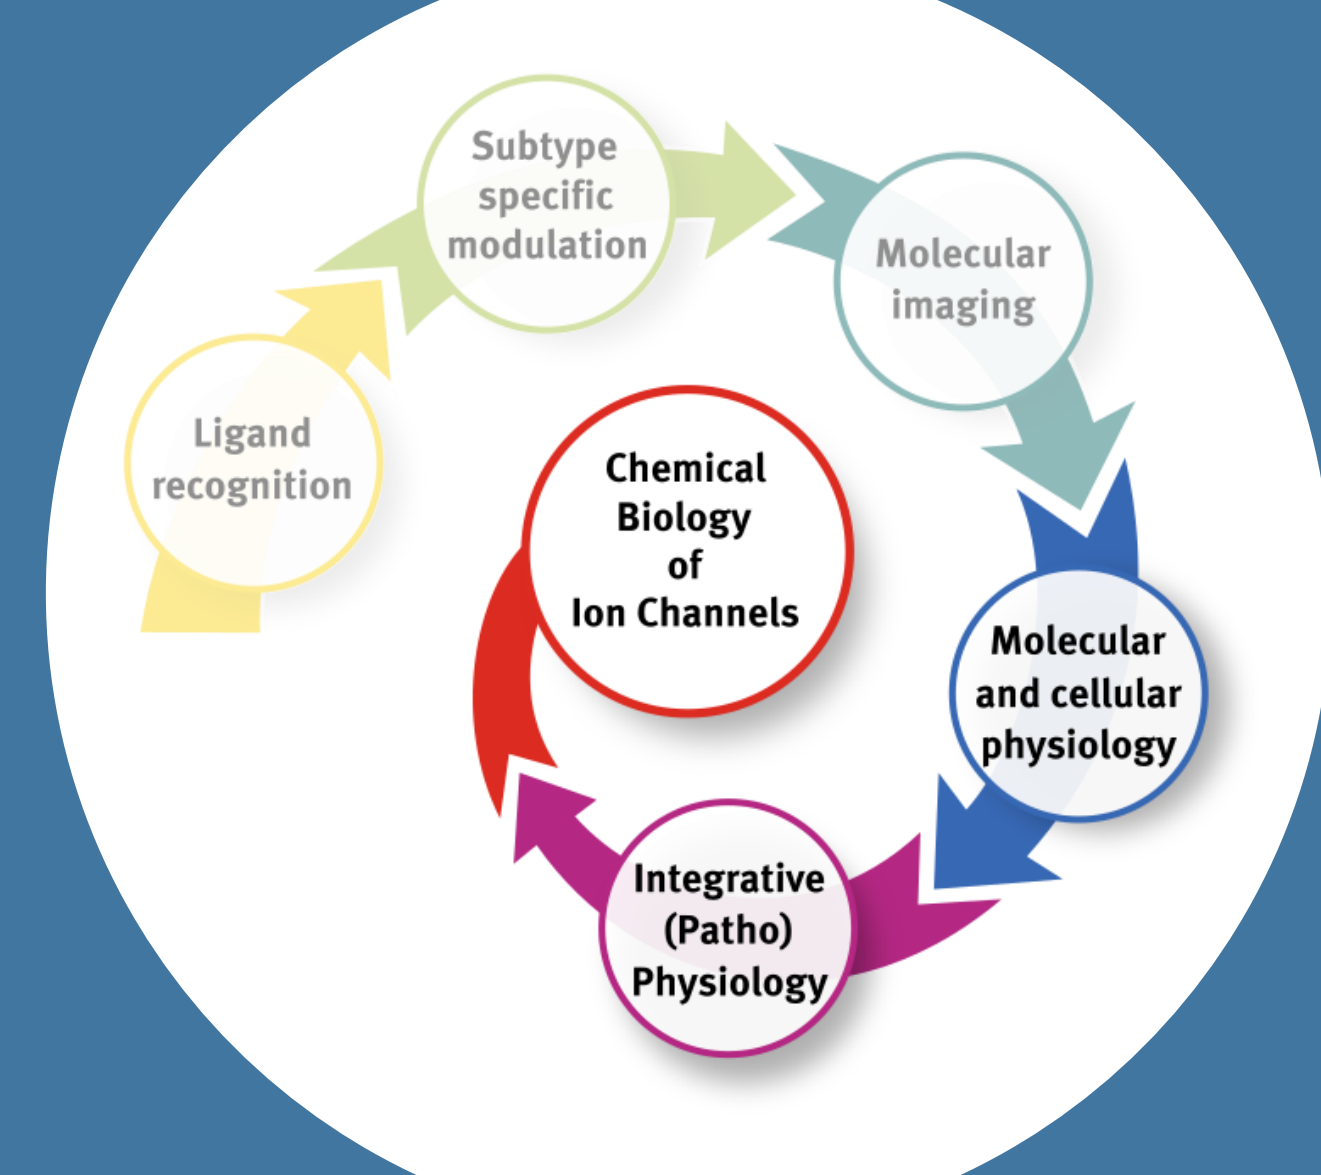 Subtype
specific
modulation
Molecular
imaging
Ligand
recognition
Chemical
Biology
of
Ion Channels
Molecular
and cellular
physiology
Integrative
(Patho)
Physiology